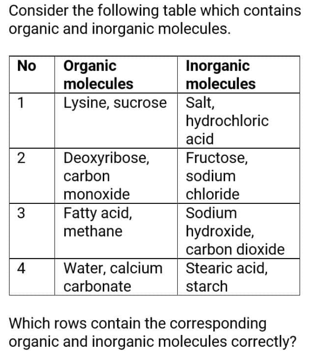 Consider the following table which contains
organic and inorganic molecules.
No Organic molecules Inorganic molecules
1 Lysine, sucrose Salt, hydrochloric acid
2 Deoxyribose, carbon monoxide Fructose, sodium chloride
3 Fatty acid, methane Sodium hydroxide, carbon dioxide
4 Water, calcium carbonate Stearic acid, starch
Which rows contain the corresponding
organic and inorganic molecules correctly?